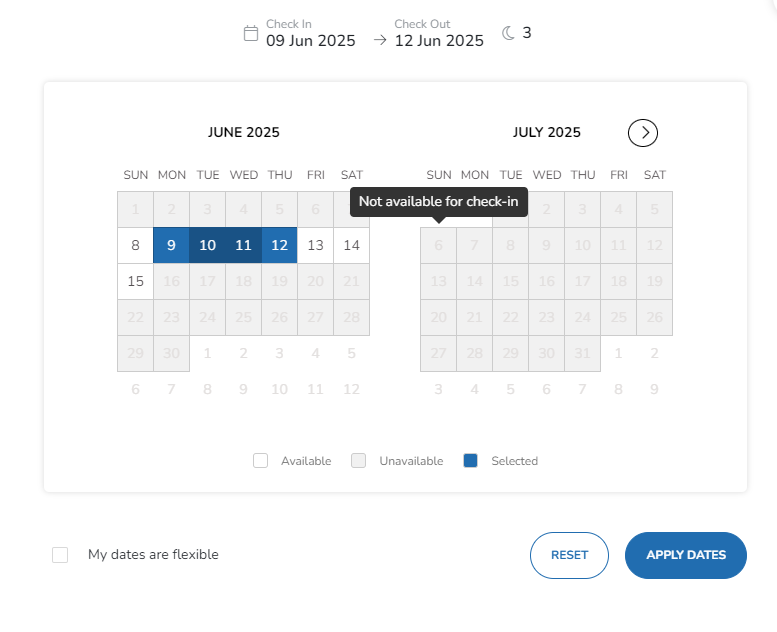 Check In
09 Jun 2025
Check Out
12 Jun 2025
3
JUNE 2025
SUN MON TUE WED THU FRI SAT
1 2 3 4 5 6
8 9 10 11 12 13 14
15 16 17 18 19 20 21
22 23 24 25 26 27 28
29 30 1 2 3 4 5
6 7 8 9 10 11 12
JULY 2025
SUN MON TUE WED THU FRI SAT
Not available for check-in
2 3 4 5
6 7 8 9 10 11 12
13 14 15 16 17 18 19
20 21 22 23 24 25 26
27 28 29 30 31 1 2
3 4 5 6 7 8 9
Available
Unavailable
Selected
My dates are flexible
RESET
APPLY DATES